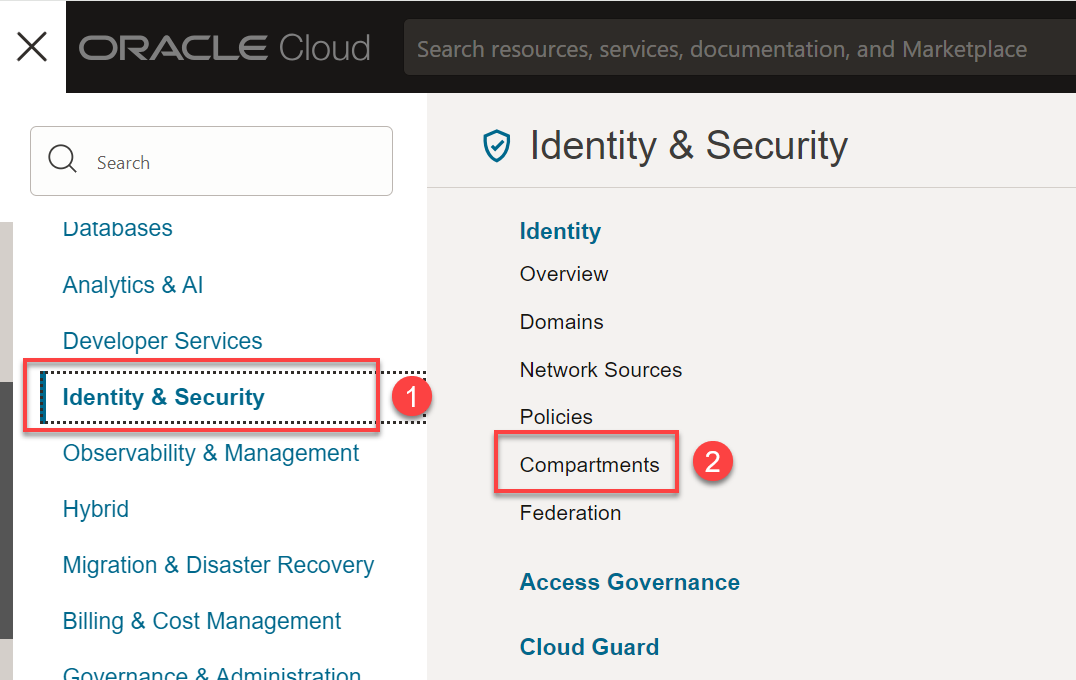 ORACLE Cloud
Search resources, services, documentation, and Marketplace
Search
Databases
Analytics & AI
Developer Services
Identity & Security
1
Observability & Management
Hybrid
Migration & Disaster Recovery
Billing & Cost Management
Governance & Administration
Identity & Security
Identity
Overview
Domains
Network Sources
Policies
Compartments
2
Federation
Access Governance
Cloud Guard